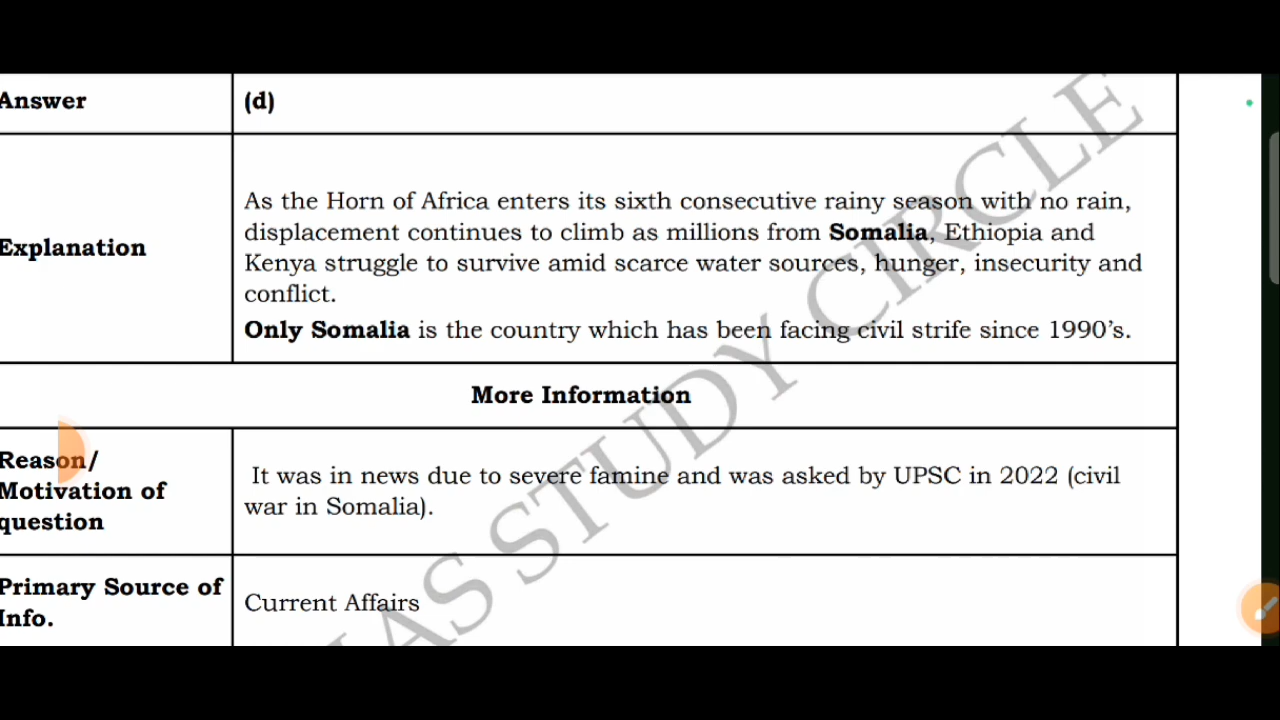 Answer
(d)
As the Horn of Africa enters its sixth consecutive rainy season with no rain,
displacement continues to climb as millions from Somalia, Ethiopia and
Explanation
Kenya struggle to survive amid scarce water sources, hunger, insecurity and
conflict.
Only Somalia is the country which has been facing civil strife since 1990's.
More Information
Reason/
Motivation of
question
It was in news due to severe famine and was asked by UPSC in 2022 (civil
war in Somalia).
Primary Source of
Info.
Current Affairs
IAS STUDY CIRCLE